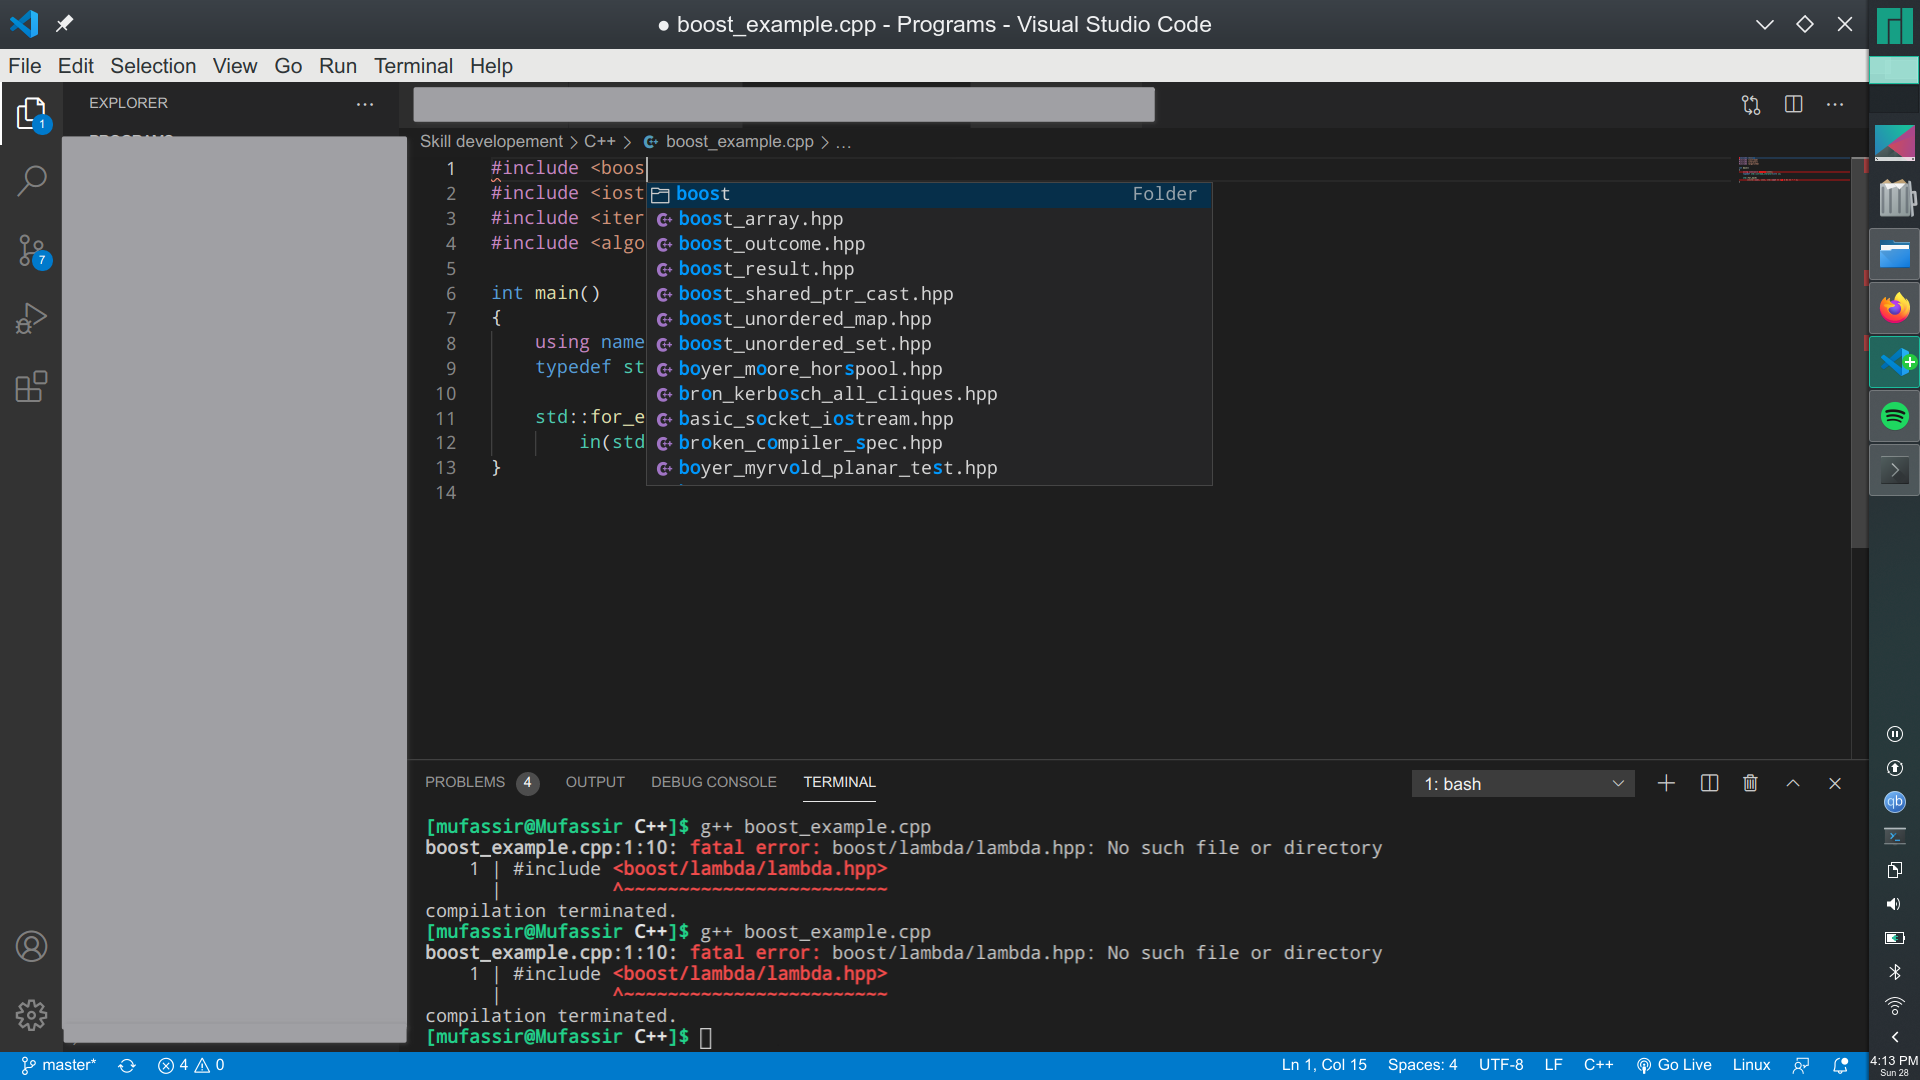 ● boost_example.cpp - Programs - Visual Studio Code
File Edit Selection View Go Run Terminal Help
EXPLORER
Skill developement > C++ > boost_example.cpp > ...
1 #include <boos
2 #include <iost
3 #include <iter
4 #include <algo
5
6 int main()
7 {
8 using name
9 typedef st
10
11 std::for_e
12 in(std
13 }
14
boost Folder
boost_array.hpp
boost_outcome.hpp
boost_result.hpp
boost_shared_ptr_cast.hpp
boost_unordered_map.hpp
boost_unordered_set.hpp
boyer_moore_horspool.hpp
bron_kerbosch_all_cliques.hpp
basic_socket_iostream.hpp
broken_compiler_spec.hpp
boyer_myrvold_planar_test.hpp
1
7
PROBLEMS 4 OUTPUT DEBUG CONSOLE TERMINAL 1: bash
[mufassir@Mufassir C++]$ g++ boost_example.cpp
boost_example.cpp:1:10: fatal error: boost/lambda/lambda.hpp: No such file or directory
1 | #include <boost/lambda/lambda.hpp>
| ^~~~~~~~~~~~~~~~~~~~~~~~~
compilation terminated.
[mufassir@Mufassir C++]$ g++ boost_example.cpp
boost_example.cpp:1:10: fatal error: boost/lambda/lambda.hpp: No such file or directory
1 | #include <boost/lambda/lambda.hpp>
| ^~~~~~~~~~~~~~~~~~~~~~~~~
compilation terminated.
[mufassir@Mufassir C++]$
master* 4 0 Ln 1, Col 15 Spaces: 4 UTF-8 LF C++ Go Live Linux
qb
4:13 PM
Sun 28